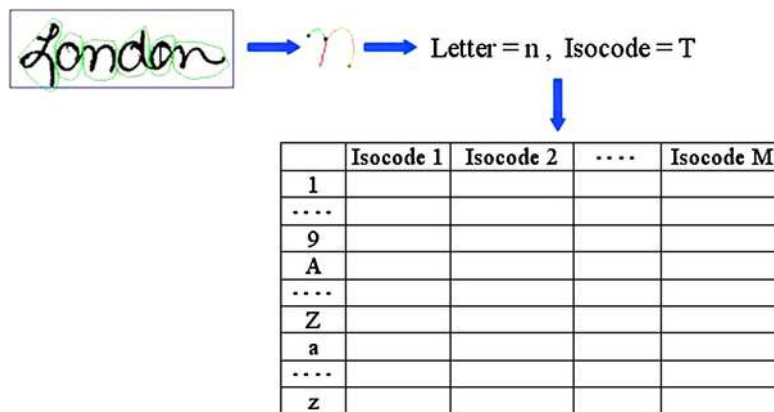 London n Letter = n , Isocode = T
Isocode 1 Isocode 2 .... Isocode M
1
....
9
A
....
Z
a
....
z